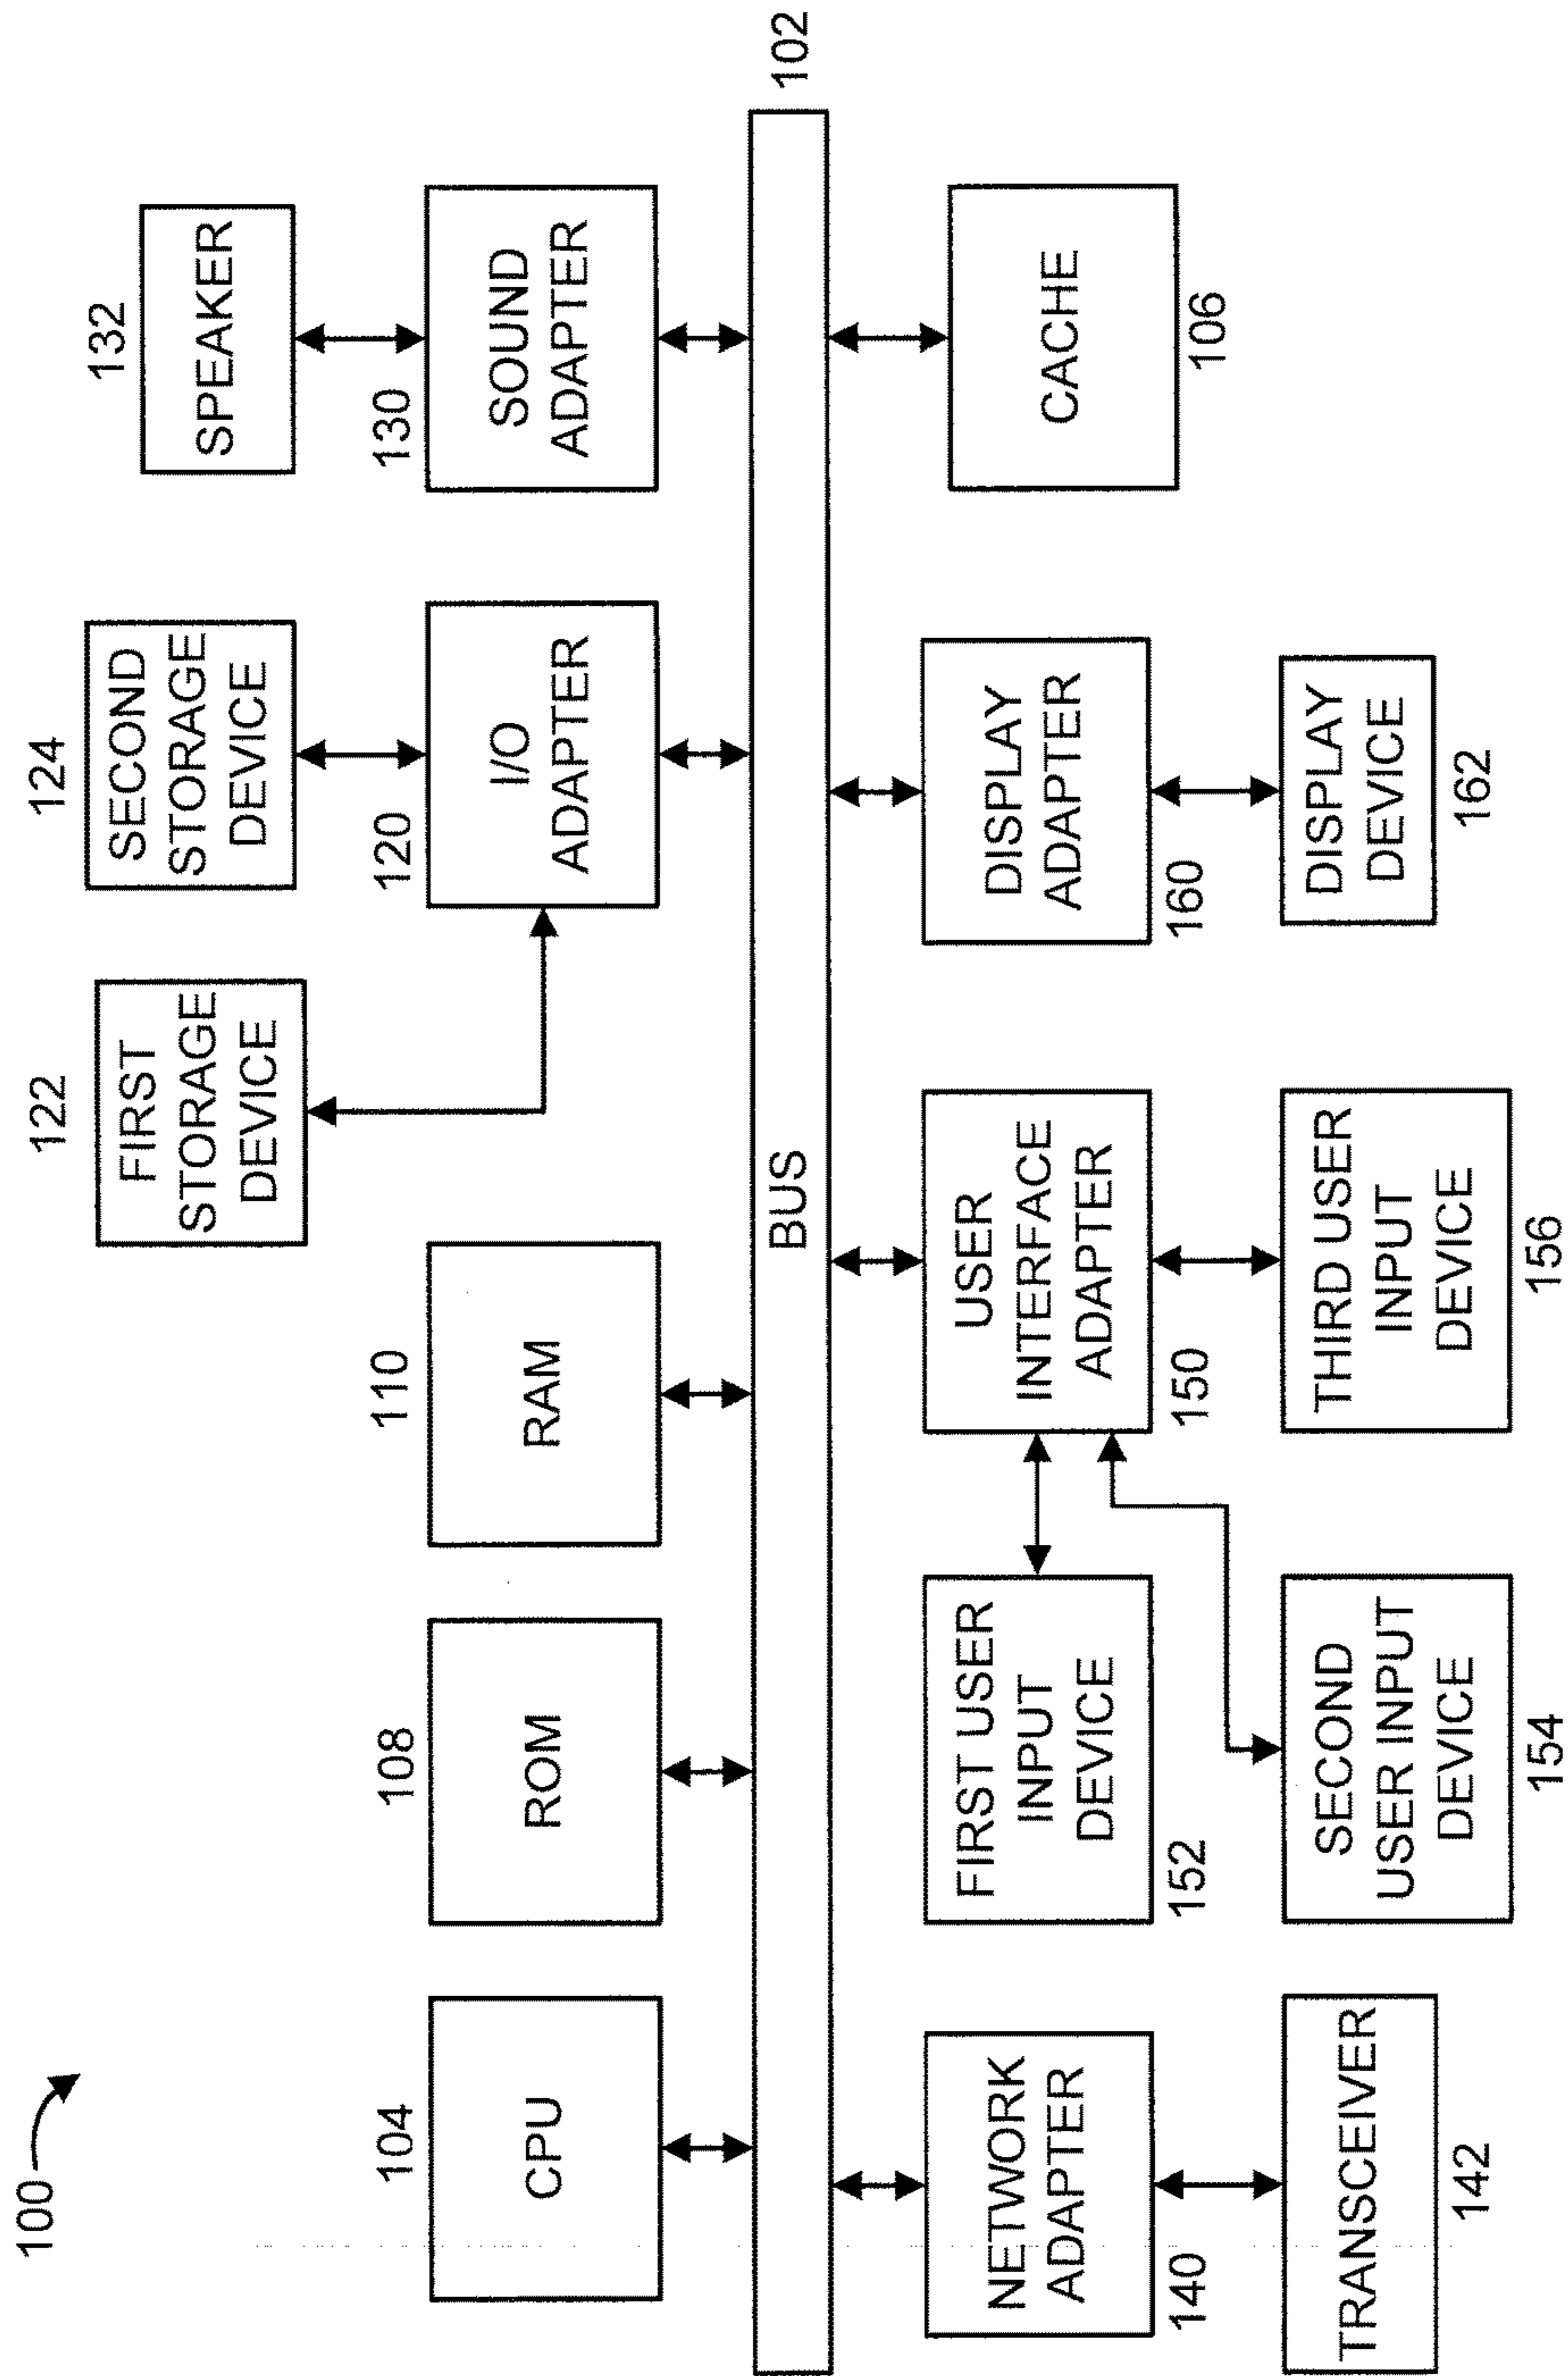 100
122
FIRST
STORAGE
DEVICE
124
SECOND
STORAGE
DEVICE
132
SPEAKER
104
CPU
108
ROM
110
RAM
120
I/O
ADAPTER
130
SOUND
ADAPTER
BUS
102
NETWORK
ADAPTER
140
FIRST USER
INPUT
DEVICE
152
USER
INTERFACE
ADAPTER
150
DISPLAY
ADAPTER
160
CACHE
106
TRANSCEIVER
142
SECOND
USER INPUT
DEVICE
154
THIRD USER
INPUT
DEVICE
156
DISPLAY
DEVICE
162